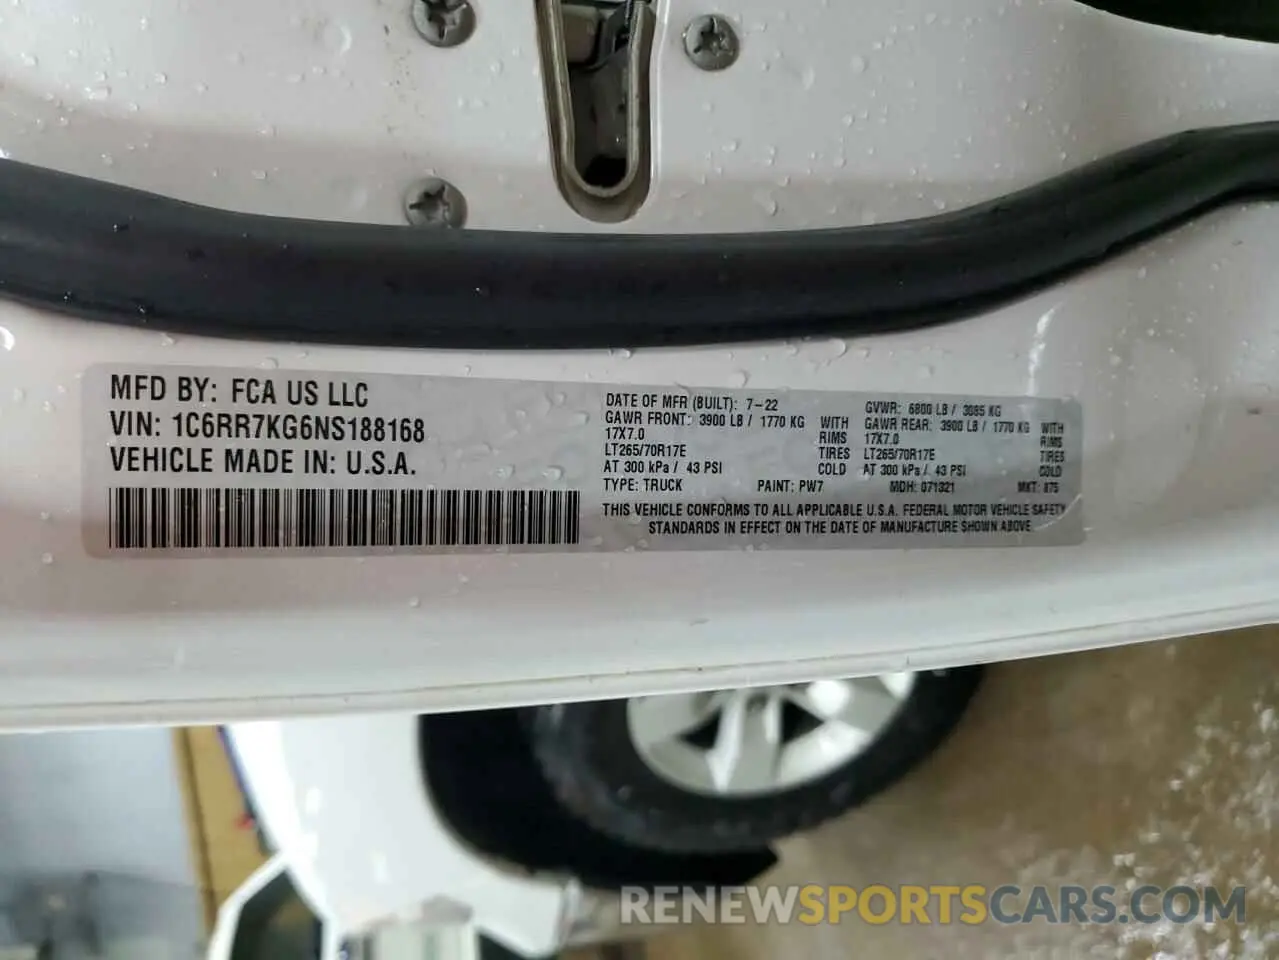 MFD BY: FCA US LLC
VIN: 1C6RR7KG6NS188168
VEHICLE MADE IN: U.S.A.
DATE OF MFR (BUILT): 7-22 GVWR: 6800 LB / 3085 KG
GAWR FRONT: 3900 LB / 1770 KG WITH GAWR REAR: 3900 LB / 1770 KG WITH
17X7.0 RIMS 17X7.0 RIMS
LT265/70R17E TIRES LT265/70R17E TIRES
AT 300 kPa / 43 PSI COLD AT 300 kPa / 43 PSI COLD
TYPE: TRUCK PAINT: PW7 MDH: 071321 MKT: 875
THIS VEHICLE CONFORMS TO ALL APPLICABLE U.S.A. FEDERAL MOTOR VEHICLE SAFETY
STANDARDS IN EFFECT ON THE DATE OF MANUFACTURE SHOWN ABOVE
RENEWSPORTSCARS.COM